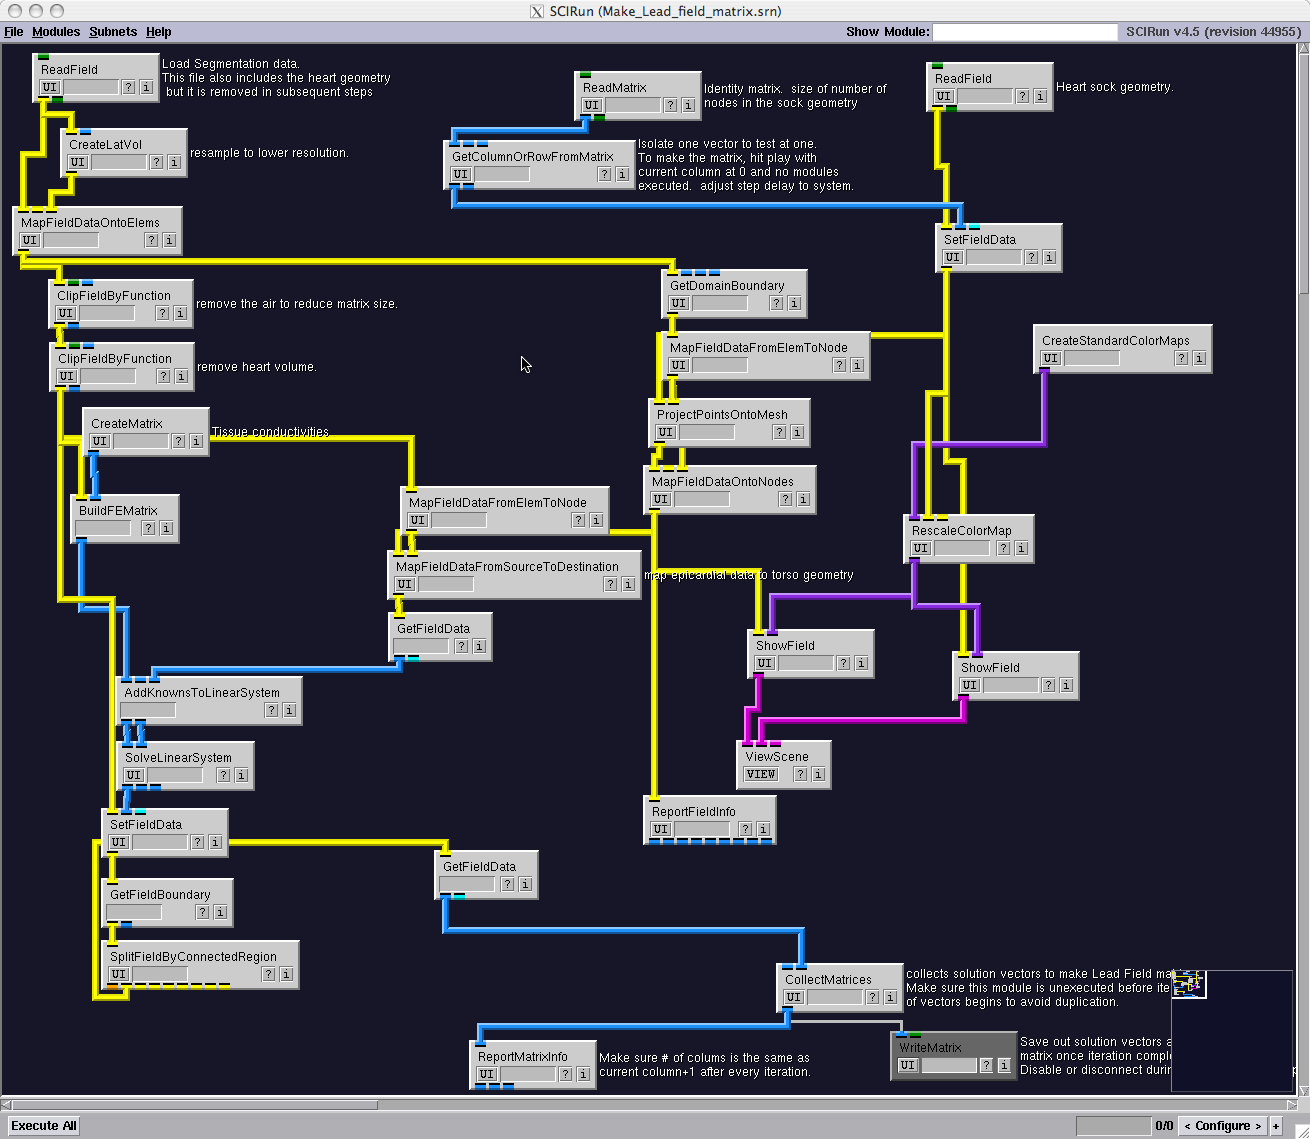 SCIRun (Make_Lead_field_matrix.srn)
File Modules Subnets Help
Show Module:
SCIRun v4.5 (revision 44955)
ReadField
UI ? i
Load Segmentation data.
This file also includes the heart geometry
but it is removed in subsequent steps
ReadMatrix
UI ? i
Identity matrix. size of number of
nodes in the sock geometry
ReadField
UI ? i
Heart sock geometry.
CreateLatVol
UI ? i
resample to lower resolution.
GetColumnOrRowFromMatrix
UI ? i
Isolate one vector to test at one.
To make the matrix, hit play with
current column at 0 and no modules
executed. adjust step delay to system.
MapFieldDataOntoElems
UI ? i
SetFieldData
UI ? i
ClipFieldByFunction
UI ? i
remove the air to reduce matrix size.
GetDomainBoundary
UI ? i
ClipFieldByFunction
UI ? i
remove heart volume.
MapFieldDataFromElemToNode
UI ? i
CreateStandardColorMaps
UI ? i
CreateMatrix
UI ? i
Tissue conductivities
ProjectPointsOntoMesh
UI ? i
MapFieldDataOntoNodes
UI ? i
BuildFEMatrix
? i
MapFieldDataFromElemToNode
UI ? i
RescaleColorMap
UI ? i
MapFieldDataFromSourceToDestination
UI ? i
map epicardial data to torso geometry
GetFieldData
? i
ShowField
UI ? i
ShowField
UI ? i
AddKnownsToLinearSystem
? i
SolveLinearSystem
UI ? i
ViewScene
VIEW ? i
SetFieldData
UI ? i
ReportFieldInfo
UI ? i
GetFieldData
? i
GetFieldBoundary
? i
SplitFieldByConnectedRegion
UI ? i
CollectMatrices
UI ? i
collects solution vectors to make Lead Field ma
Make sure this module is unexecuted before ite
of vectors begins to avoid duplication.
ReportMatrixInfo
UI ? i
Make sure # of colums is the same as
current column+1 after every iteration.
WriteMatrix
UI ? i
Save out solution vectors a
matrix once iteration compl
Disable or disconnect durin
Execute All
0/0
< Configure >
+